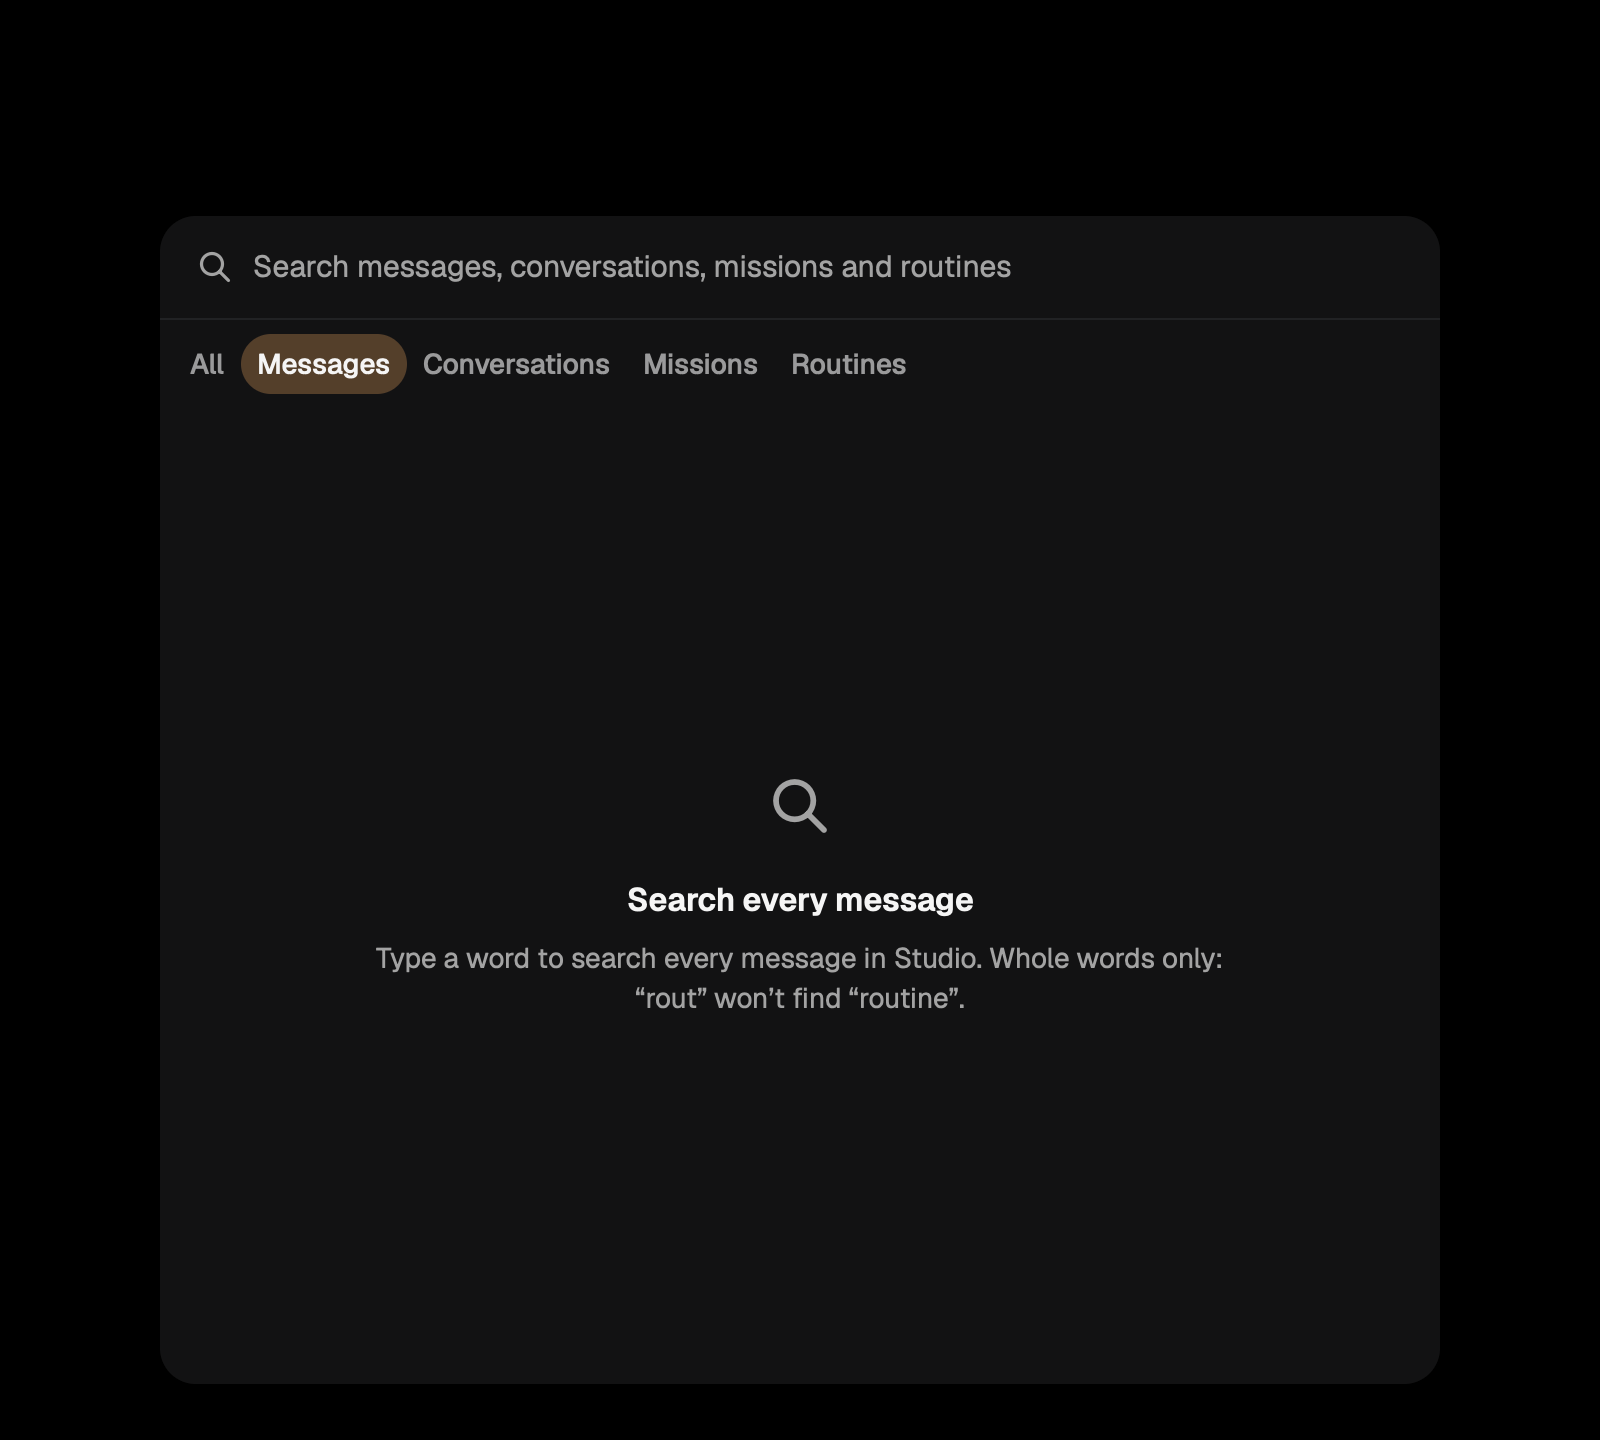 Search messages, conversations, missions and routines
All Messages Conversations Missions Routines
Search every message
Type a word to search every message in Studio. Whole words only:
“rout” won’t find “routine”.